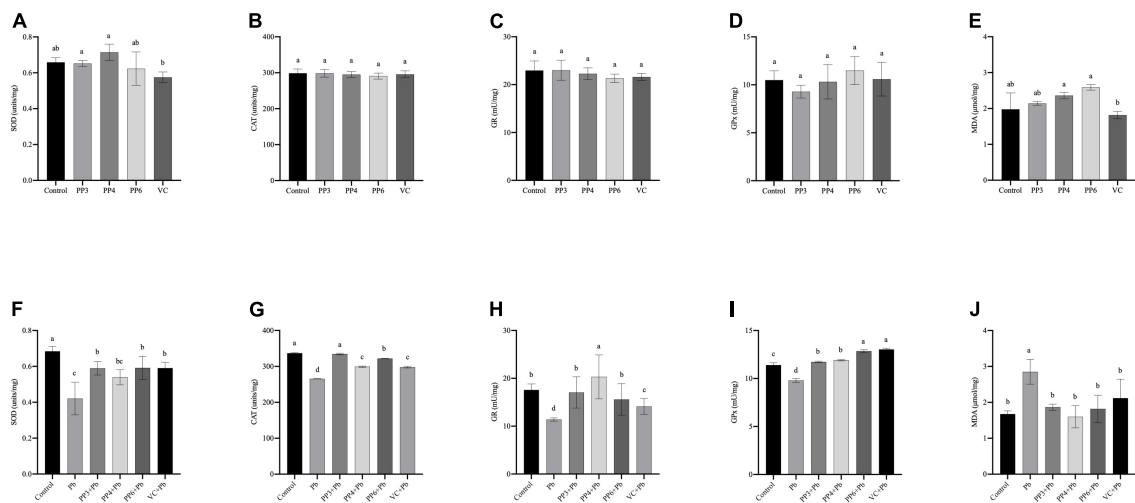 A
SOD (units/mg)
0.8
0.6
0.4
0.2
0.0
ab
a
a
ab
b
Control PP3 PP4 PP6 VC
B
CAT (units/mg)
400
300
200
100
0
a
a
a
a
a
Control PP3 PP4 PP6 VC
C
GR (mU/mg)
30
20
10
0
a
a
a
a
a
Control PP3 PP4 PP6 VC
D
GPx (mU/mg)
15
10
5
0
a
a
a
a
a
Control PP3 PP4 PP6 VC
E
MDA (μmol/mg)
4
3
2
1
0
ab
ab
a
a
b
Control PP3 PP4 PP6 VC
F
SOD (units/mg)
0.8
0.6
0.4
0.2
0.0
a
c
b
bc
b
b
Control Pb PP3+Pb PP4+Pb PP6+Pb VC+Pb
G
CAT (units/mg)
400
300
200
100
0
a
d
a
c
b
c
Control Pb PP3+Pb PP4+Pb PP6+Pb VC+Pb
H
GR (mU/mg)
30
20
10
0
b
d
b
a
b
c
Control Pb PP3+Pb PP4+Pb PP6+Pb VC+Pb
I
GPx (mU/mg)
15
10
5
0
c
d
b
b
a
a
Control Pb PP3+Pb PP4+Pb PP6+Pb VC+Pb
J
MDA (μmol/mg)
4
3
2
1
0
b
a
b
b
b
b
Control Pb PP3+Pb PP4+Pb PP6+Pb VC+Pb